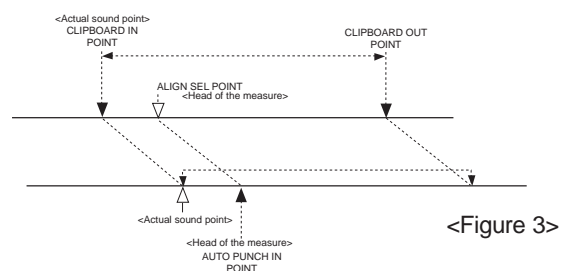 <Actual sound point>
CLIPBOARD IN
POINT
CLIPBOARD OUT
POINT
ALIGN SEL POINT
<Head of the measure>
<Actual sound point>
<Head of the measure>
AUTO PUNCH IN
POINT
<Figure 3>